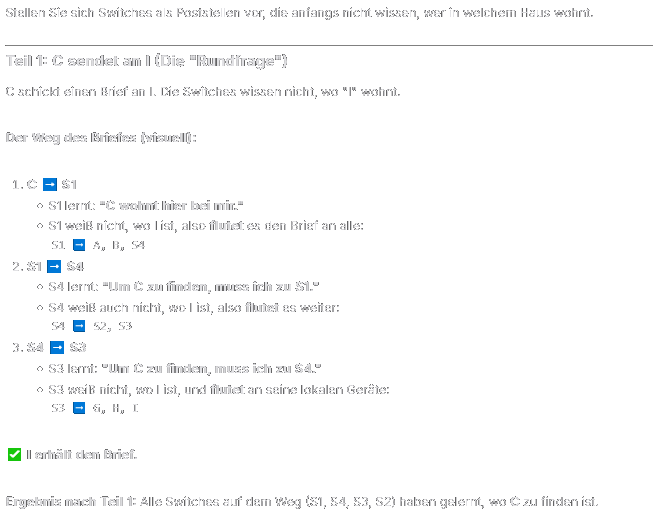 Stellen Sie sich Switches als Poststellen vor, die anfangs nicht wissen, wer in welchem Haus wohnt.
Teil 1: C sendet an I (Die "Rundfrage")
C schickt einen Brief an I. Die Switches wissen nicht, wo "I" wohnt.
Der Weg des Briefes (visuell):
1. C ➡ S1
○ S1 lernt: "C wohnt hier bei mir."
○ S1 weiß nicht, wo I ist, also flutet es den Brief an alle:
S1 ➡ A, B, S4
2. S1 ➡ S4
○ S4 lernt: "Um C zu finden, muss ich zu S1."
○ S4 weiß auch nicht, wo I ist, also flutet es weiter:
S4 ➡ S2, S3
3. S4 ➡ S3
○ S3 lernt: "Um C zu finden, muss ich zu S4."
○ S3 weiß nicht, wo I ist, und flutet an seine lokalen Geräte:
S3 ➡ G, H, I
✅ I erhält den Brief.
Ergebnis nach Teil 1: Alle Switches auf dem Weg (S1, S4, S3, S2) haben gelernt, wo C zu finden ist.